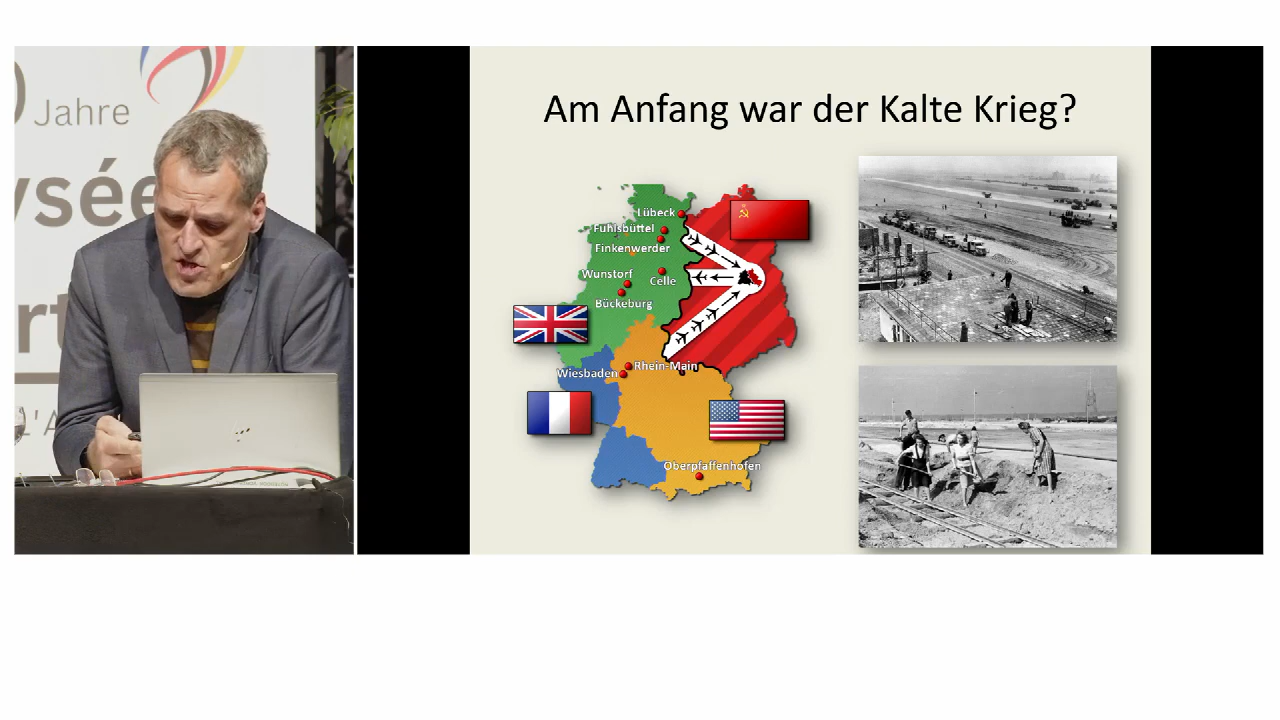 Jahre
ysée
rt
L'A
Am Anfang war der Kalte Krieg?
Lübeck
Fuhlsbüttel
Finkenwerder
Wunstorf
Celle
Bückeburg
Rhein-Main
Wiesbaden
Oberpfaffenhofen